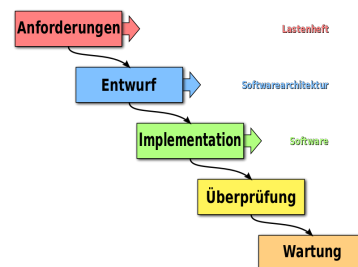 Anforderungen
Lastenheft
Entwurf
Softwarearchitektur
Implementation
Software
Überprüfung
Wartung